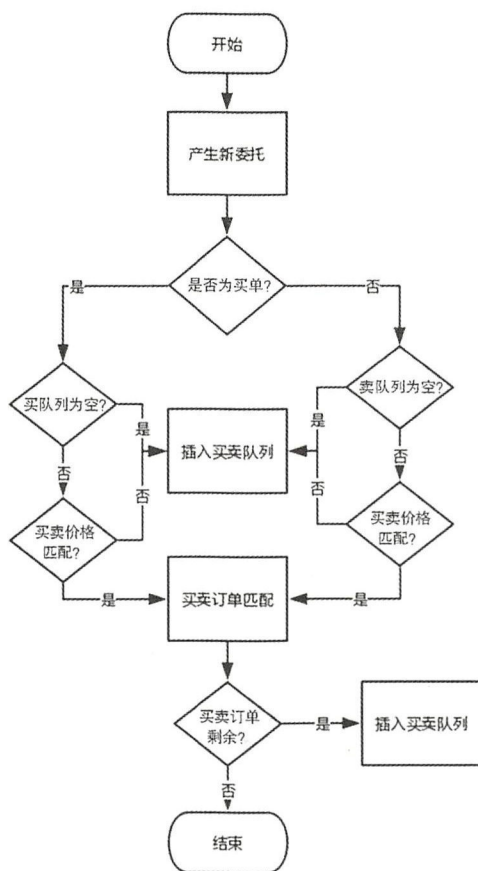 开始
产生新委托
是否为买单?
是
否
买队列为空?
卖队列为空?
是
插入买卖队列
是
否
否
否
否
买卖价格
匹配?
买卖价格
匹配?
是
买卖订单匹配
是
买卖订单
剩余?
是
插入买卖队列
否
结束